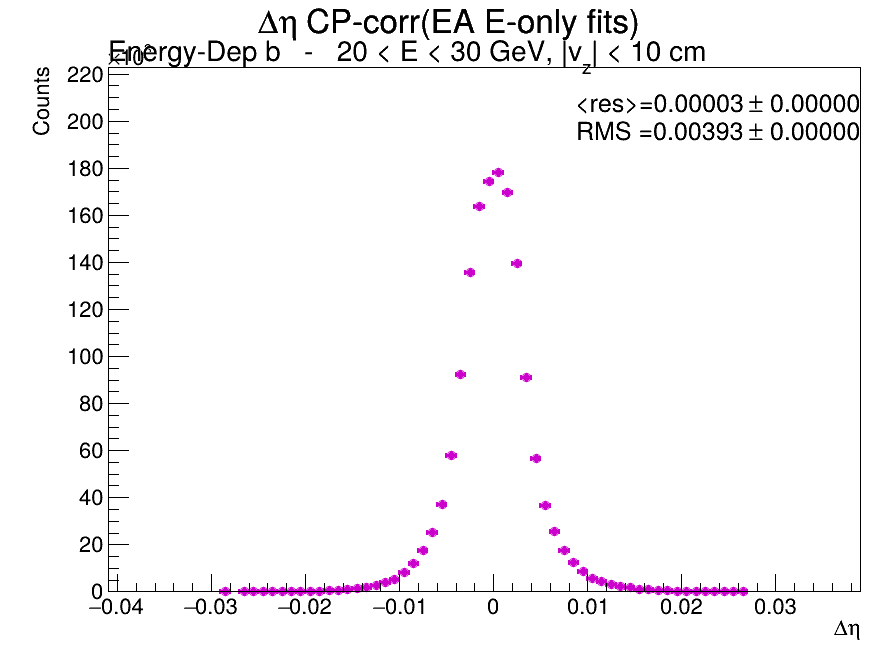 Δη CP-corr(EA E-only fits)
Energy-Dep b - 20 < E < 30 GeV, |v_z| < 10 cm
<res>=0.00003 ± 0.00000
RMS =0.00393 ± 0.00000
Counts
220
200
180
160
140
120
100
80
60
40
20
0
−0.04 −0.03 −0.02 −0.01 0 0.01 0.02 0.03
Δη